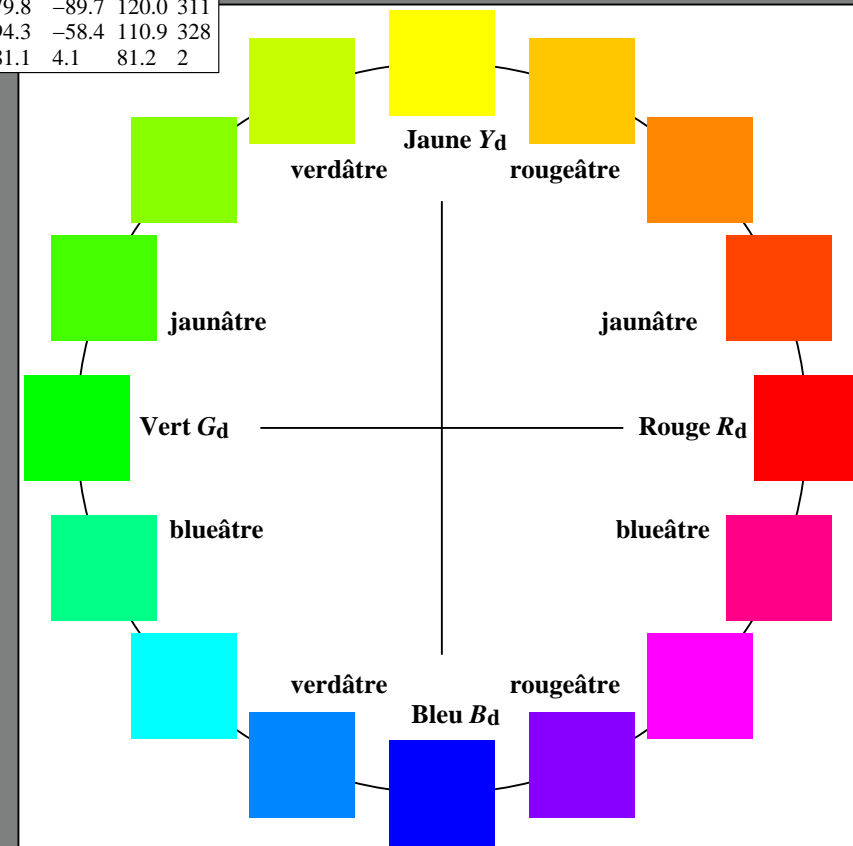 −89.7 120.0 311
−58.4 110.9 328
4.1 81.2 2
Jaune Yd
verdâtre rougeâtre
jaunâtre jaunâtre
Vert Gd Rouge Rd
blueâtre blueâtre
verdâtre rougeâtre
Bleu Bd